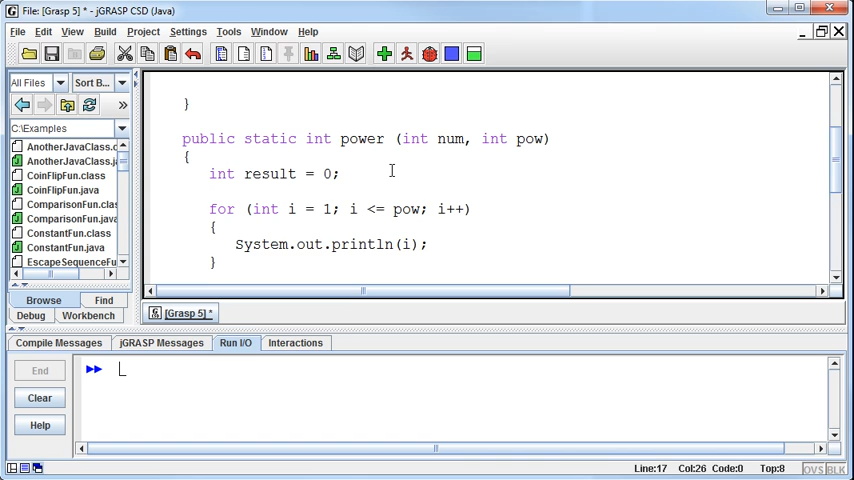 File: [Grasp 5] * - jGRASP CSD (Java)
File Edit View Build Project Settings Tools Window Help
All Files Sort B...
C:\Examples
AnotherJavaClass.c
AnotherJavaClass.ja
CoinFlipFun.class
CoinFlipFun.java
ComparisonFun.clas
ComparisonFun.java
ConstantFun.class
ConstantFun.java
EscapeSequenceFu
Browse Find
Debug Workbench
}
public static int power (int num, int pow)
{
int result = 0;
for (int i = 1; i <= pow; i++)
{
System.out.println(i);
}
[Grasp 5] *
Compile Messages jGRASP Messages Run I/O Interactions
End
Clear
Help
Line:17 Col:26 Code:0 Top:8 OVS BLK